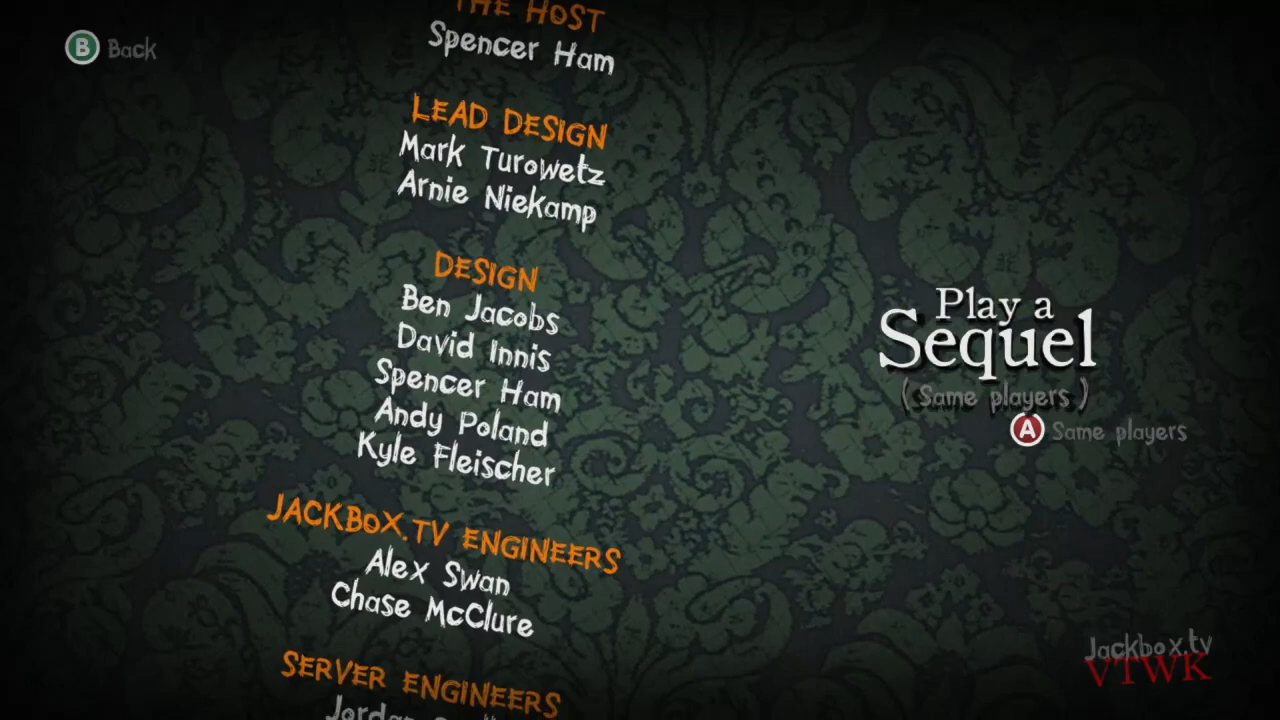 THE HOST
Spencer Ham
B Back
LEAD DESIGN
Mark Turowetz
Arnie Niekamp
DESIGN
Ben Jacobs
David Innis
Spencer Ham
Andy Poland
Kyle Fleischer
JACKBOX.TV ENGINEERS
Alex Swan
Chase McClure
SERVER ENGINEERS
Play a
Sequel
(Same players)
A Same players
Jackbox.tv
VTWK